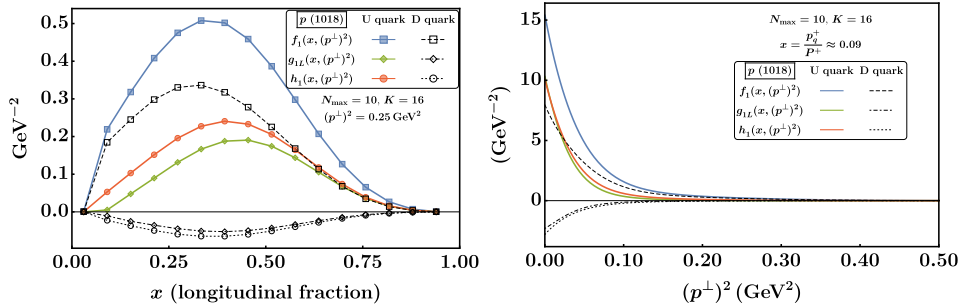 GeV⁻²
0.5
0.4
0.3
0.2
0.1
0.0
p (1018) U quark D quark
f₁(x, (p⊥)²)
g₁L(x, (p⊥)²)
h₁(x, (p⊥)²)
Nmax = 10, K = 16
(p⊥)² = 0.25 GeV²
0.00 0.25 0.50 0.75 1.00
x (longitudinal fraction)
(GeV⁻²)
15
10
5
0
Nmax = 10, K = 16
x = p_q⁺/P⁺ ≈ 0.09
p (1018) U quark D quark
f₁(x, (p⊥)²)
g₁L(x, (p⊥)²)
h₁(x, (p⊥)²)
0.00 0.10 0.20 0.30 0.40 0.50
(p⊥)² (GeV²)